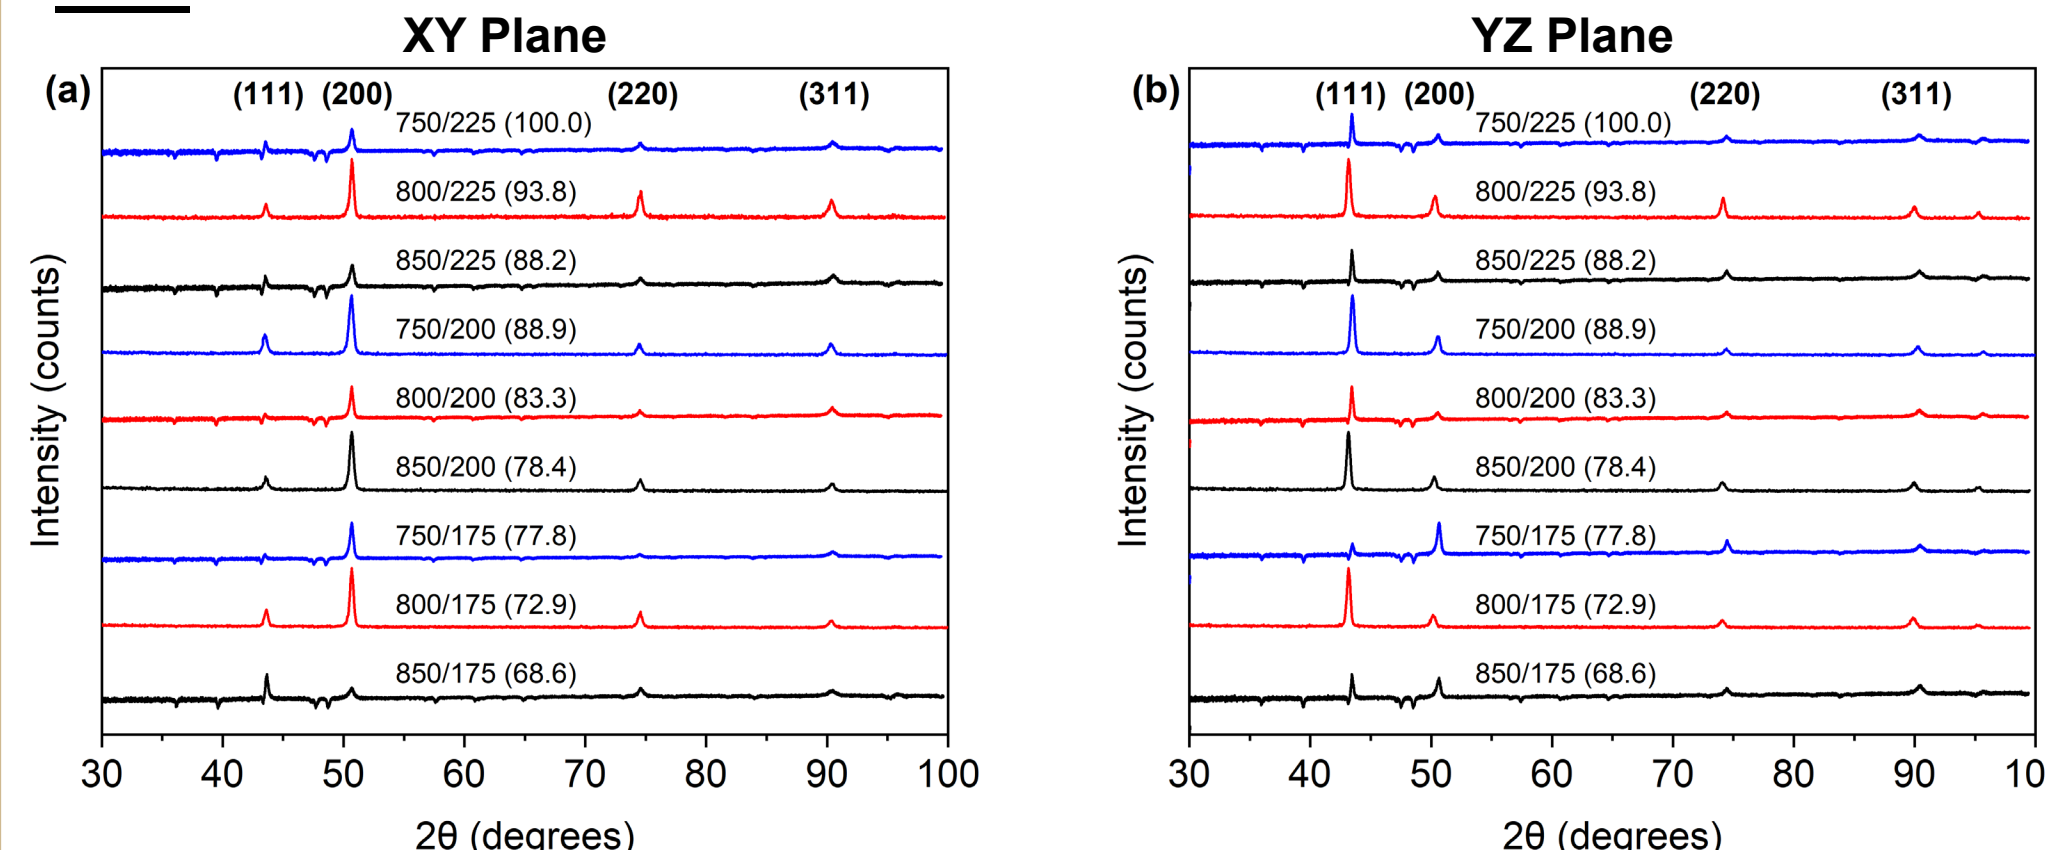 XY Plane
(a)
(111) (200) (220) (311)
750/225 (100.0)
800/225 (93.8)
850/225 (88.2)
750/200 (88.9)
800/200 (83.3)
850/200 (78.4)
750/175 (77.8)
800/175 (72.9)
850/175 (68.6)
Intensity (counts)
30 40 50 60 70 80 90 100
2θ (degrees)
YZ Plane
(b)
(111) (200) (220) (311)
750/225 (100.0)
800/225 (93.8)
850/225 (88.2)
750/200 (88.9)
800/200 (83.3)
850/200 (78.4)
750/175 (77.8)
800/175 (72.9)
850/175 (68.6)
Intensity (counts)
30 40 50 60 70 80 90 10
2θ (degrees)